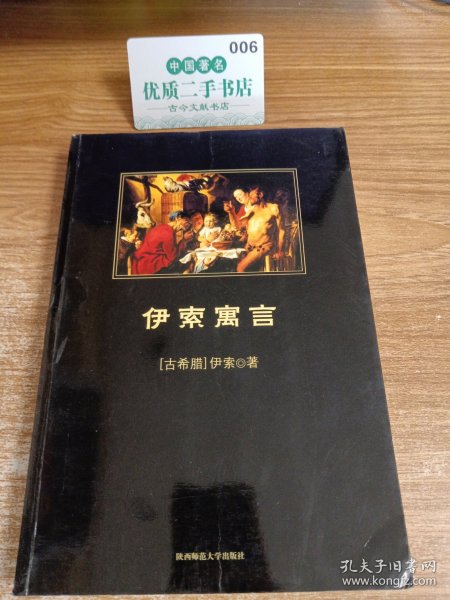 006
中国著名
优质二手书店
古今文献书店
伊索寓言
[古希腊]伊索◎著
陕西师范大学出版社
孔夫子旧书网
www.kongfz.com